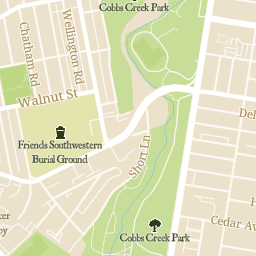 Cobbs Creek Park
Chatham Rd
Wellington Rd
Walnut St
Friends Southwestern
Burial Ground
Short Ln
Cedar Av
Cobbs Creek Park